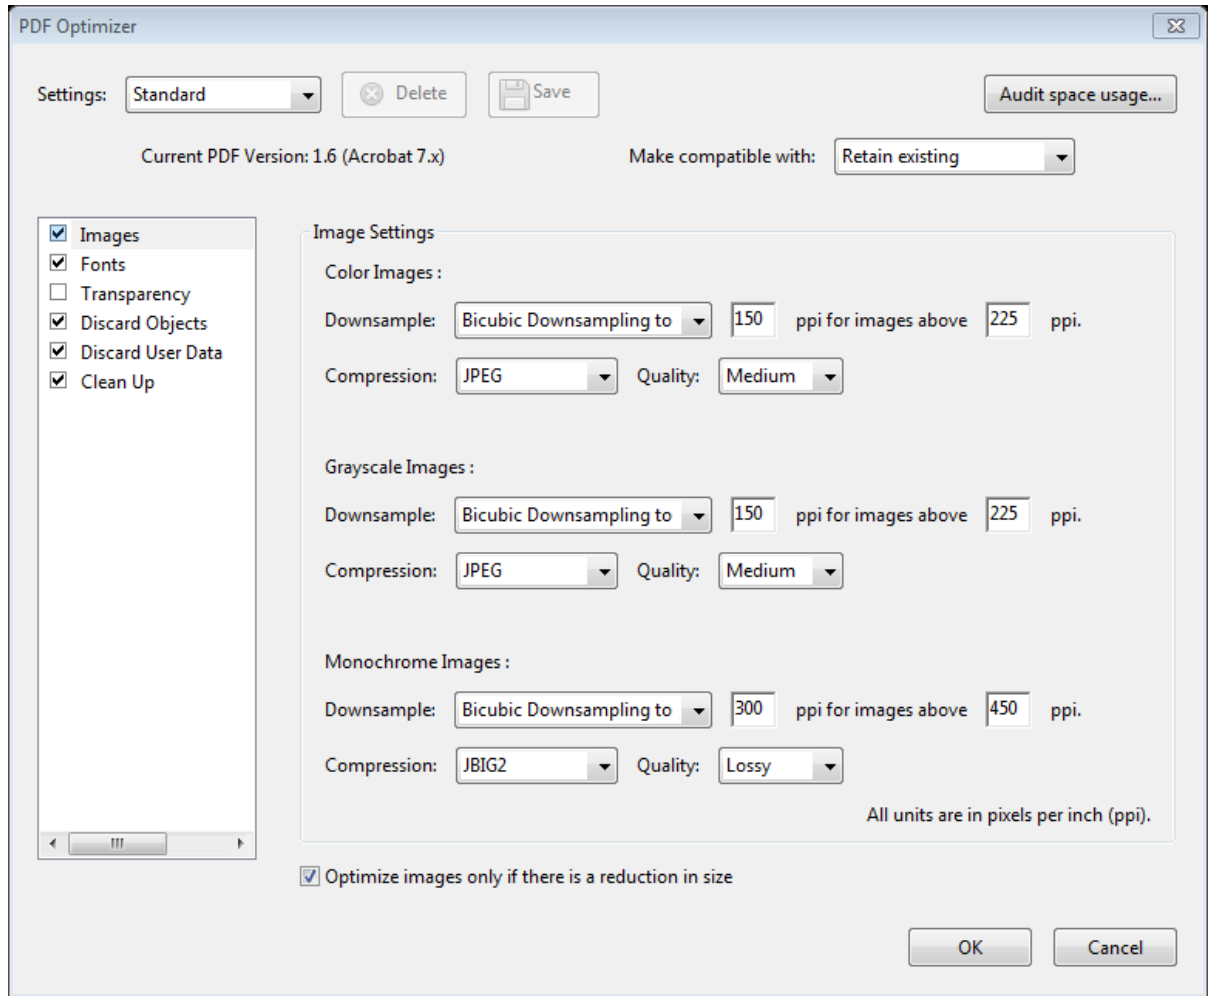 PDF Optimizer
Settings: Standard Delete Save Audit space usage...
Current PDF Version: 1.6 (Acrobat 7.x) Make compatible with: Retain existing
Images
Fonts
Transparency
Discard Objects
Discard User Data
Clean Up
Image Settings
Color Images :
Downsample: Bicubic Downsampling to 150 ppi for images above 225 ppi.
Compression: JPEG Quality: Medium
Grayscale Images :
Downsample: Bicubic Downsampling to 150 ppi for images above 225 ppi.
Compression: JPEG Quality: Medium
Monochrome Images :
Downsample: Bicubic Downsampling to 300 ppi for images above 450 ppi.
Compression: JBIG2 Quality: Lossy
All units are in pixels per inch (ppi).
Optimize images only if there is a reduction in size
OK Cancel